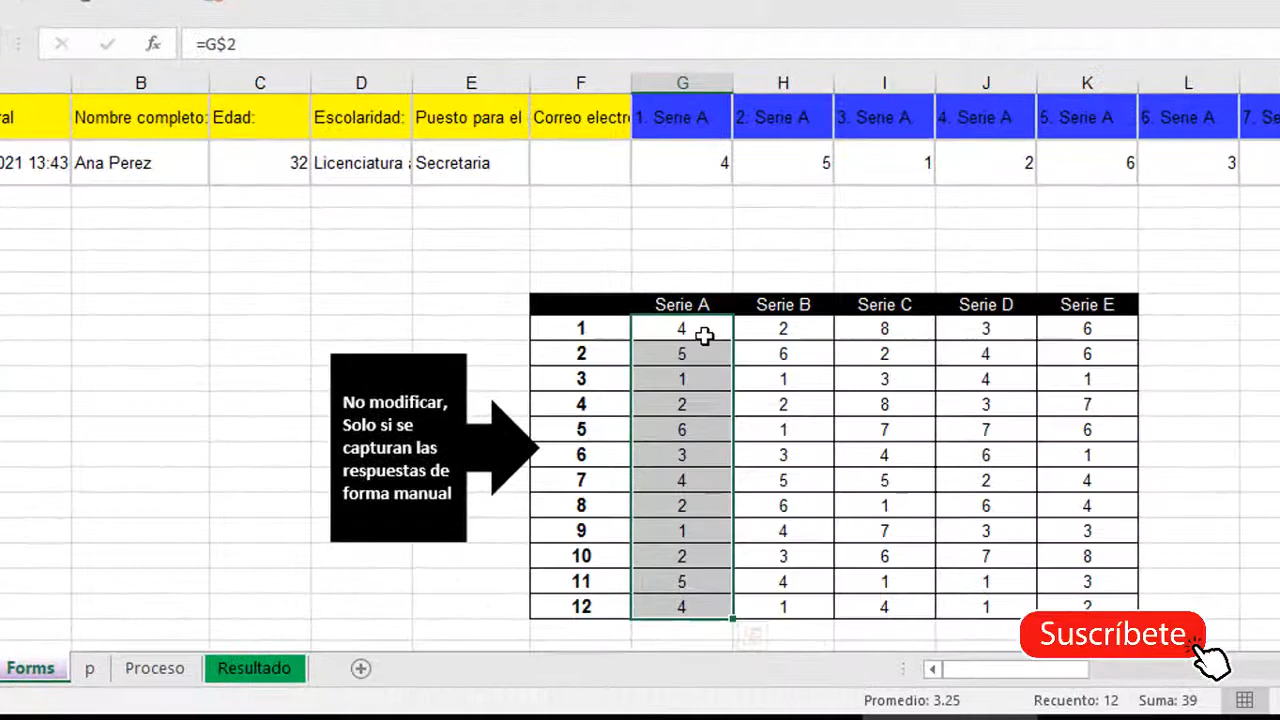 fx =G$2
B C D E F G H I J K L
ral Nombre completo: Edad: Escolaridad: Puesto para el Correo electr 1. Serie A 2. Serie A 3. Serie A 4. Serie A 5. Serie A 6. Serie A 7. Se
021 13:43 Ana Perez 32 Licenciatura Secretaria 4 5 1 2 6 3
Serie A Serie B Serie C Serie D Serie E
1 4 2 8 3 6
2 5 6 2 4 6
3 1 1 3 4 1
4 2 2 8 3 7
5 6 1 7 7 6
6 3 3 4 6 1
7 4 5 5 2 4
8 2 6 1 6 4
9 1 4 7 3 3
10 2 3 6 7 8
11 5 4 1 1 3
12 4 1 4 1 2
No modificar,
Solo si se
capturan las
respuestas de
forma manual
Suscríbete
Forms p Proceso Resultado
Promedio: 3.25 Recuento: 12 Suma: 39